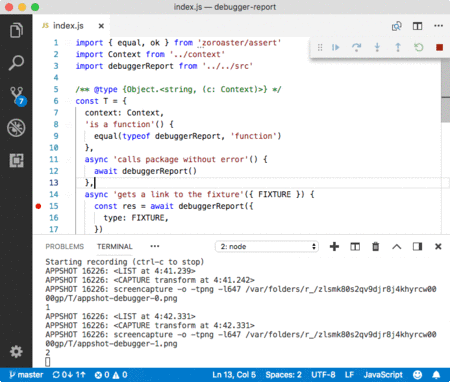 index.js — debugger-report
JS index.js
1 import { equal, ok } from 'zoroaster/assert'
2 import Context from '../context'
3 import debuggerReport from '../../src'
4
5 /** @type {Object.<string, (c: Context)>} */
6 const T = {
7 context: Context,
8 'is a function'() {
9 equal(typeof debuggerReport, 'function')
10 },
11 async 'calls package without error'() {
12 await debuggerReport()
13 },
14 async 'gets a link to the fixture'({ FIXTURE }) {
15 const res = await debuggerReport({
16 type: FIXTURE,
17 })
7
PROBLEMS TERMINAL ••• 2: node
Starting recording (ctrl-c to stop)
APPSHOT 16226: <LIST at 4:41.239>
APPSHOT 16226: <CAPTURE transform at 4:41.242>
APPSHOT 16226: screencapture -o -tpng -l647 /var/folders/r_/zlsmk80s2qv9djr8j4khyrcw00
00gp/T/appshot-debugger-0.png
1
APPSHOT 16226: <LIST at 4:42.331>
APPSHOT 16226: <CAPTURE transform at 4:42.331>
APPSHOT 16226: screencapture -o -tpng -l647 /var/folders/r_/zlsmk80s2qv9djr8j4khyrcw00
00gp/T/appshot-debugger-1.png
2
master 0↓ 1↑ 0 0 Ln 13, Col 5 Spaces: 2 UTF-8 LF JavaScript